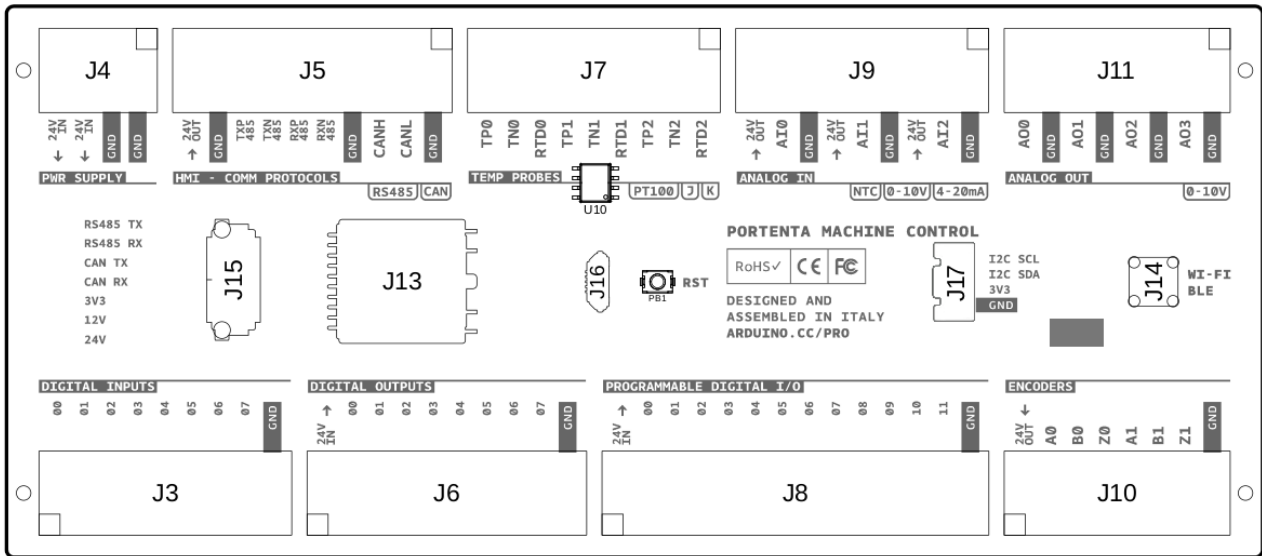 J4 J5 J7 J9 J11
24V IN 24V IN GND GND
24V OUT GND TXP 485 TXN 485 RXP 485 RXN 485 GND CANH CANL GND
TP0 TN0 RTD0 TP1 TN1 RTD1 TP2 TN2 RTD2
24V OUT AI0 GND 24V OUT AI1 GND 24V OUT AI2 GND
AO0 GND AO1 GND AO2 GND AO3 GND
PWR SUPPLY HMI - COMM PROTOCOLS TEMP PROBES ANALOG IN ANALOG OUT
RS485 CAN PT100 J K NTC 0-10V 4-20mA 0-10V
U10
RS485 TX
RS485 RX
CAN TX
CAN RX
3V3
12V
24V
J15 J13 J16
PB1
RST
PORTENTA MACHINE CONTROL
RoHS✓ CE FC
DESIGNED AND
ASSEMBLED IN ITALY
ARDUINO.CC/PRO
J17
I2C SCL
I2C SDA
3V3
GND
J14
WI-FI
BLE
DIGITAL INPUTS DIGITAL OUTPUTS PROGRAMMABLE DIGITAL I/O ENCODERS
00 01 02 03 04 05 06 07 GND
24V IN 00 01 02 03 04 05 06 07 GND
24V IN 00 01 02 03 04 05 06 07 08 09 10 11 GND
24V OUT A0 B0 Z0 A1 B1 Z1 GND
J3 J6 J8 J10